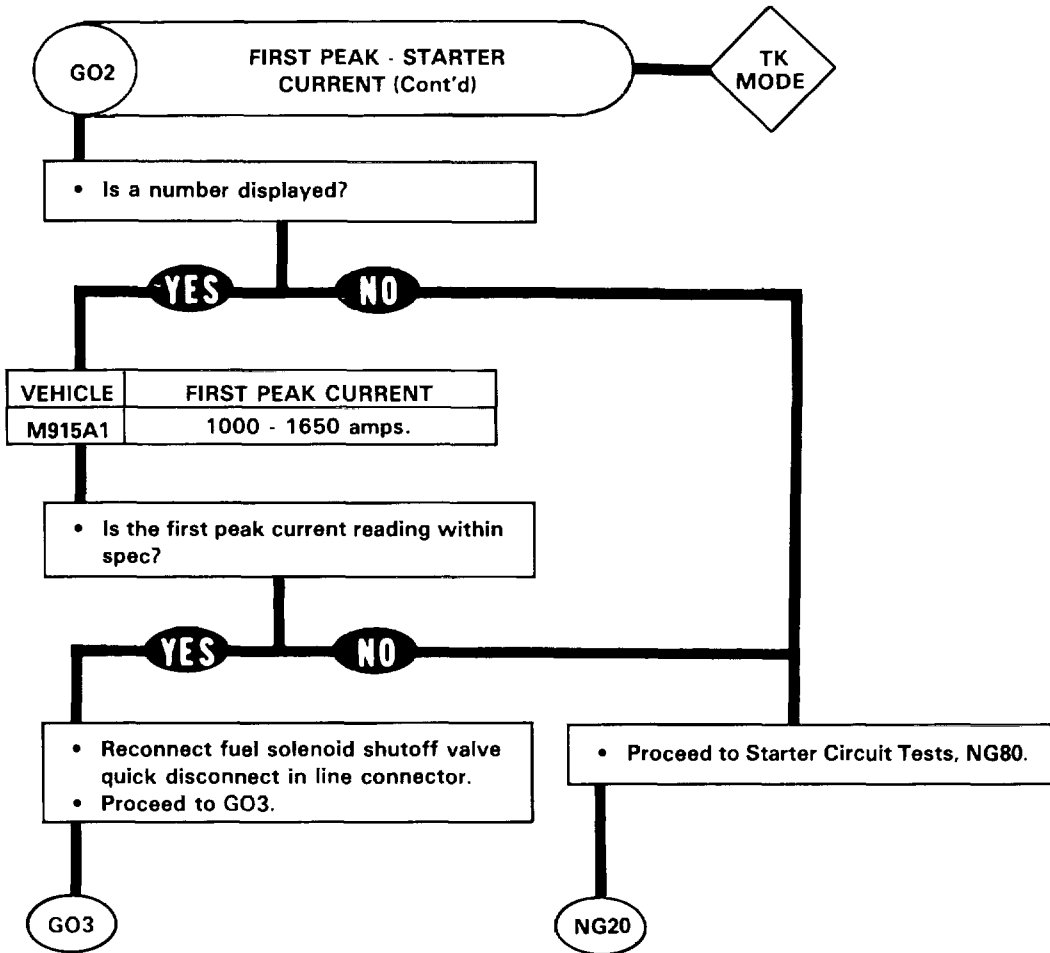 GO2
FIRST PEAK - STARTER
CURRENT (Cont'd)
TK
MODE
• Is a number displayed?
YES
NO
VEHICLE
FIRST PEAK CURRENT
M915A1
1000 - 1650 amps.
• Is the first peak current reading within
spec?
YES
NO
• Reconnect fuel solenoid shutoff valve
quick disconnect in line connector.
• Proceed to GO3.
• Proceed to Starter Circuit Tests, NG80.
GO3
NG20